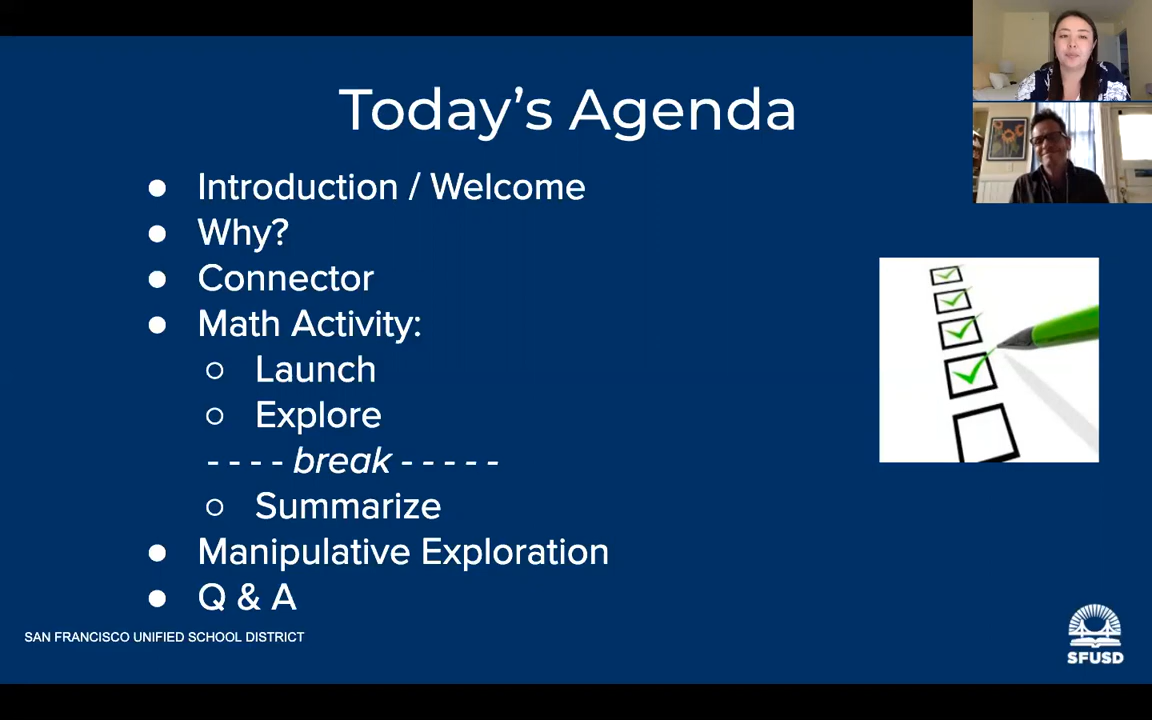 Today's Agenda
● Introduction / Welcome
● Why?
● Connector
● Math Activity:
○ Launch
○ Explore
- - - - break - - - - -
○ Summarize
● Manipulative Exploration
● Q & A
SAN FRANCISCO UNIFIED SCHOOL DISTRICT
SFUSD